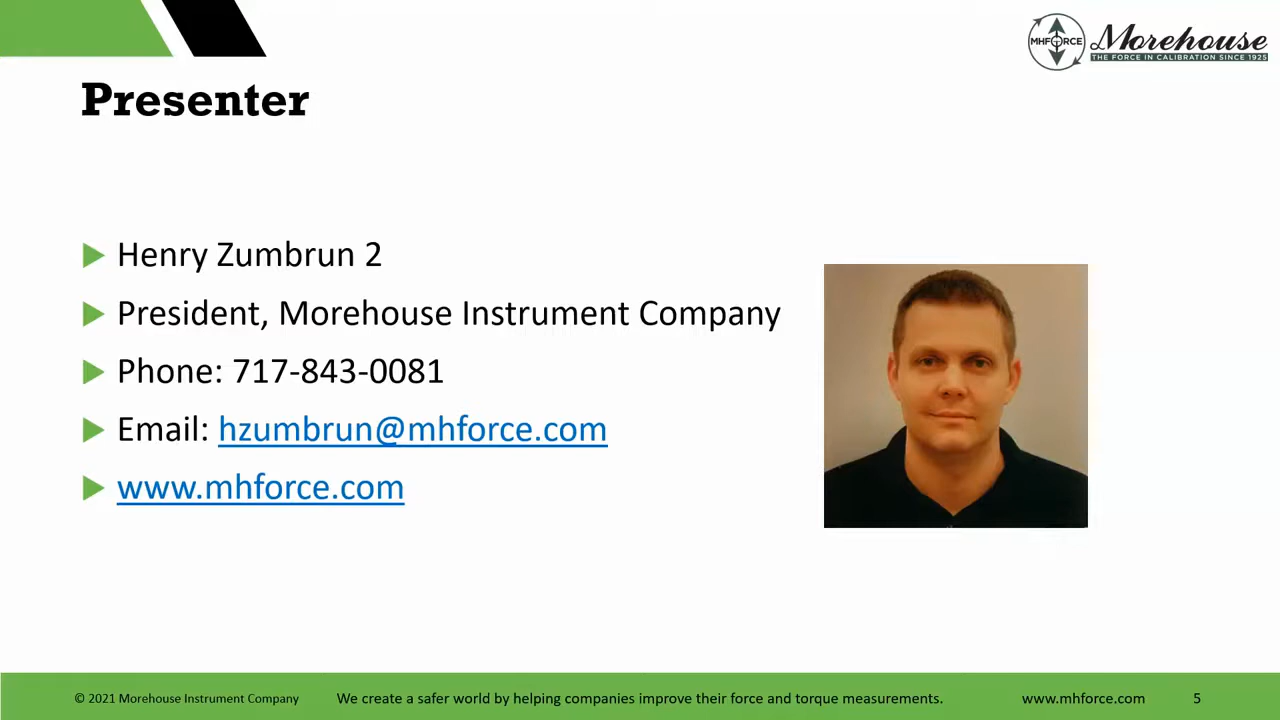 MHFORCE
Morehouse
THE FORCE IN CALIBRATION SINCE 1925
Presenter
Henry Zumbrun 2
President, Morehouse Instrument Company
Phone: 717-843-0081
Email: hzumbrun@mhforce.com
www.mhforce.com
© 2021 Morehouse Instrument Company
We create a safer world by helping companies improve their force and torque measurements.
www.mhforce.com
5